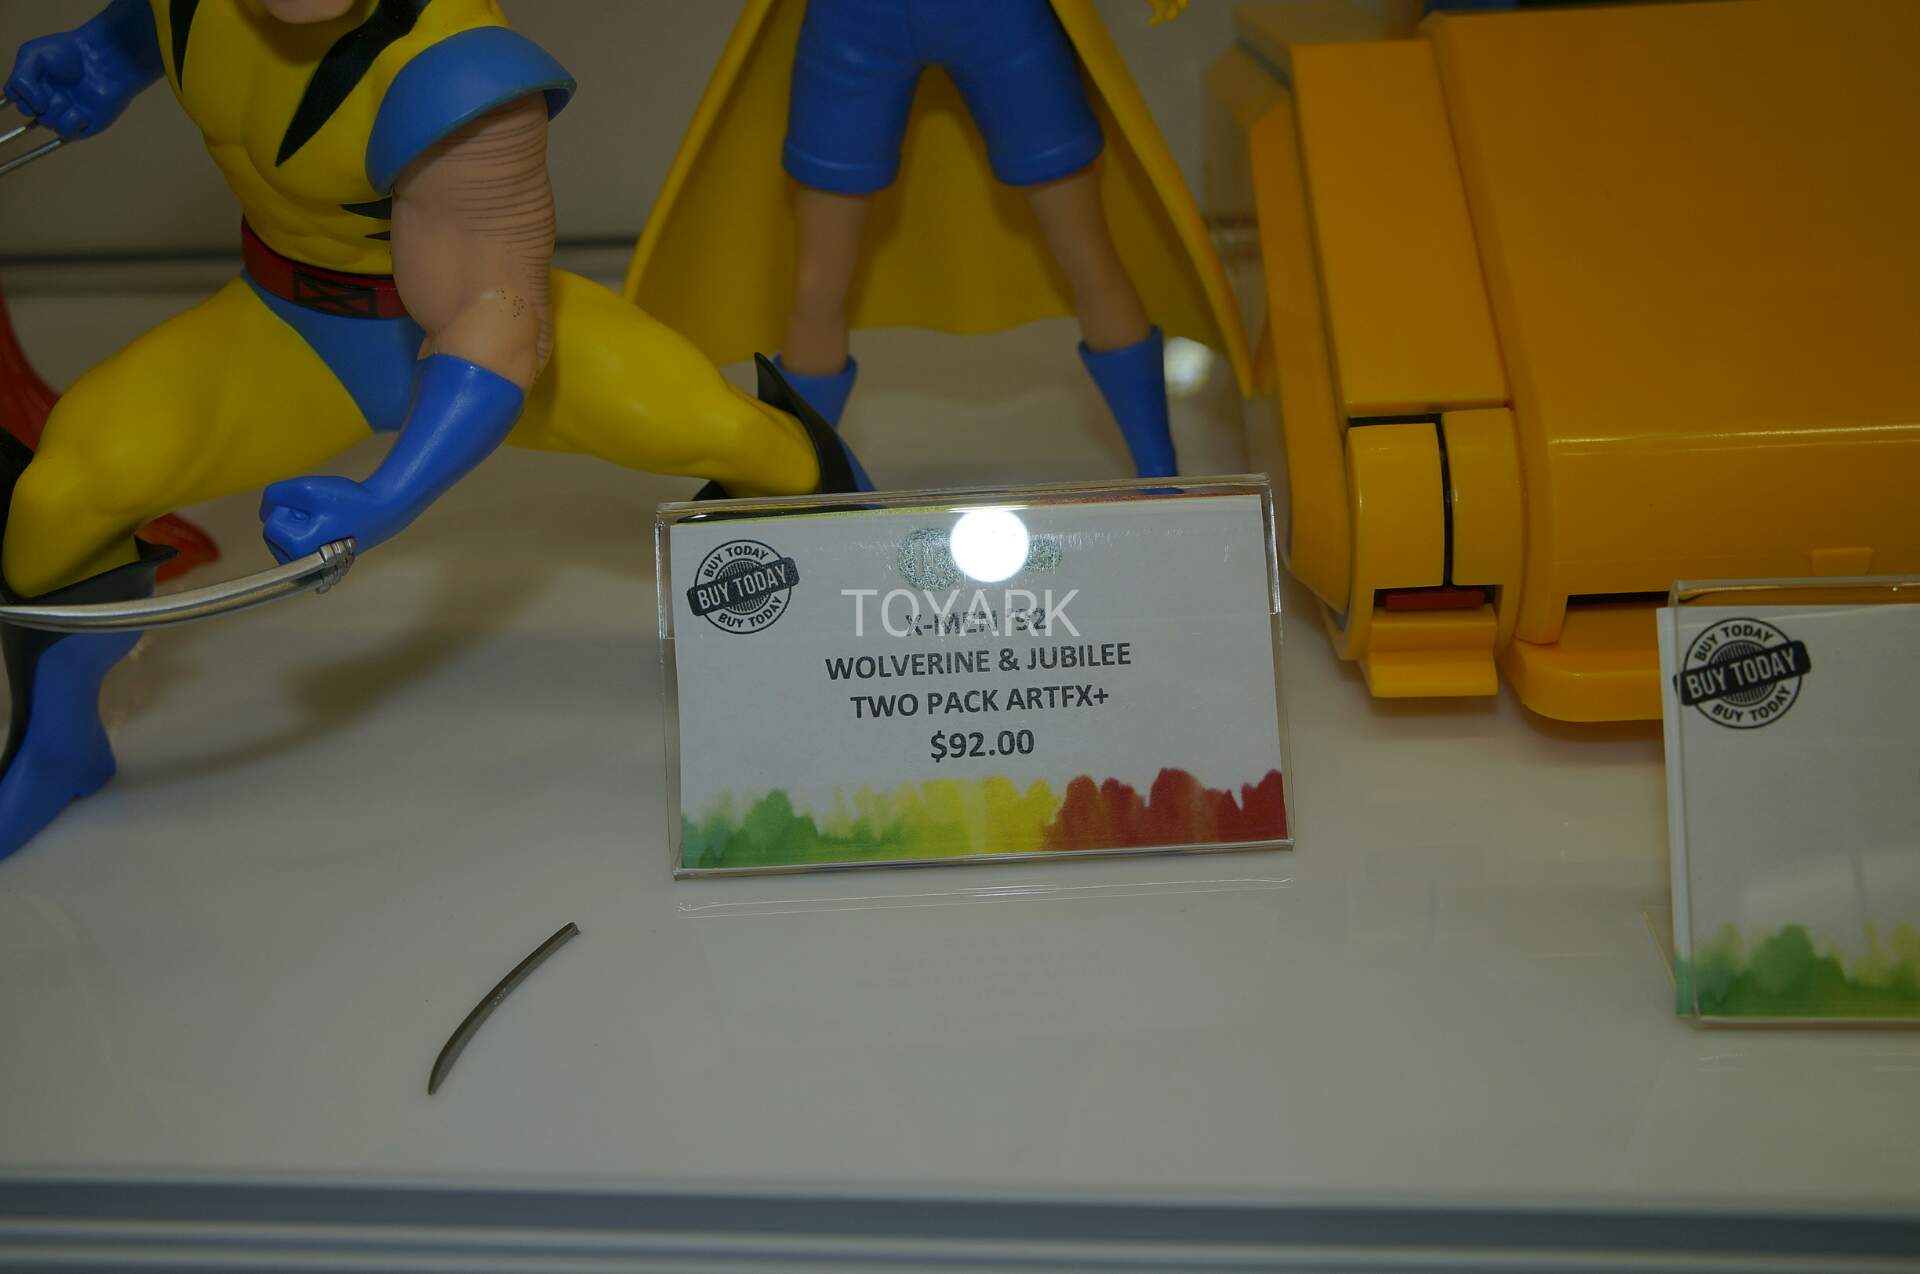 BUY TODAY
BUY TODAY
BUY TODAY
TOYARK
X-MEN '92
WOLVERINE & JUBILEE
TWO PACK ARTFX+
$92.00
BUY TODAY
BUY TODAY
BUY TODAY